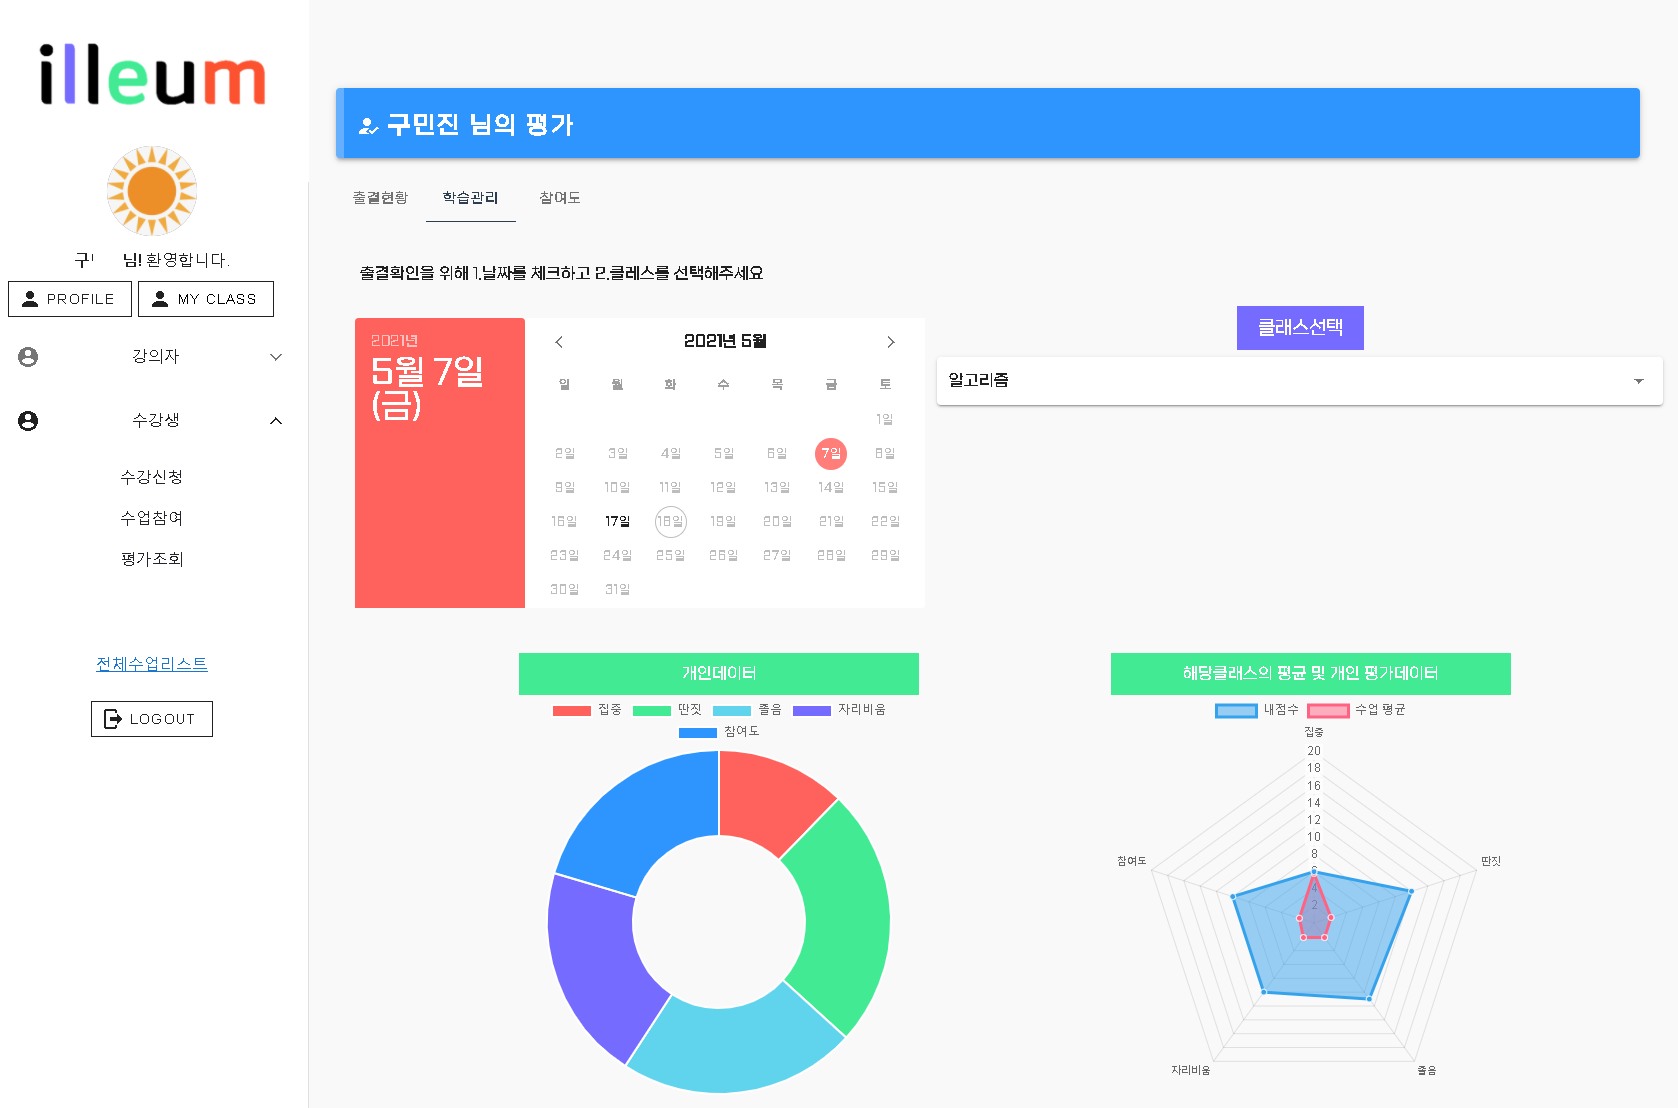 illeum
님! 환영합니다.
PROFILE
MY CLASS
강의자
수강생
수강신청
수업참여
평가조회
전체수업리스트
LOGOUT
구민진 님의 평가
출결현황 학습관리 참여도
출결확인을 위해 1.날짜를 체크하고 2.클레스를 선택해주세요
2021년
5월 7일
(금)
2021년 5월
일 월 화 수 목 금 토
1일
2일 3일 4일 5일 6일 7일 8일
9일 10일 11일 12일 13일 14일 15일
16일 17일 18일 19일 20일 21일 22일
23일 24일 25일 26일 27일 28일 29일
30일 31일
클래스선택
알고리즘
개인데이터
집중 딴짓 졸음 자리비움
참여도
해당클래스의 평균 및 개인 평가데이터
내점수 수업 평균
집중
20
18
16
14
12
10
8
4
2
참여도
딴짓
자리비움
졸음